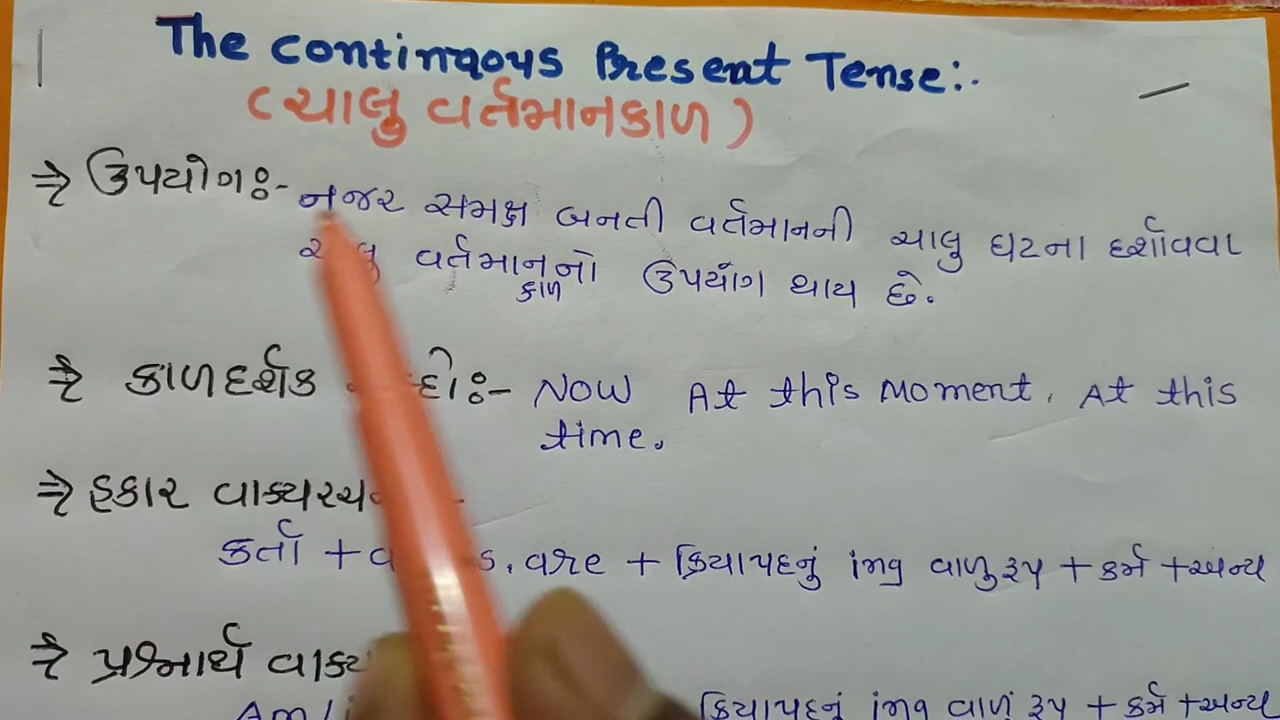 The Continuous Present Tense:-
(ચાલુ વર્તમાનકાળ)
⇒ ઉપયોગઃ- નજર સમક્ષ બનતી વર્તમાનની ચાલુ ઘટના દર્શાવવા
ચાલુ વર્તમાનકાળનો ઉપયોગ થાય છે.
⇒ કાળદર્શક :- NOW At this Moment, At this
time.
⇒ હકાર
કર્તા + are + ક્રિયાપદનું ing વાળુ રૂપ + કર્મ + અન્ય
⇒ પ્રશ્નાર્થ
Am/ ક્રિયાપદનું ing વાળું રૂપ + કર્મ + અન્ય